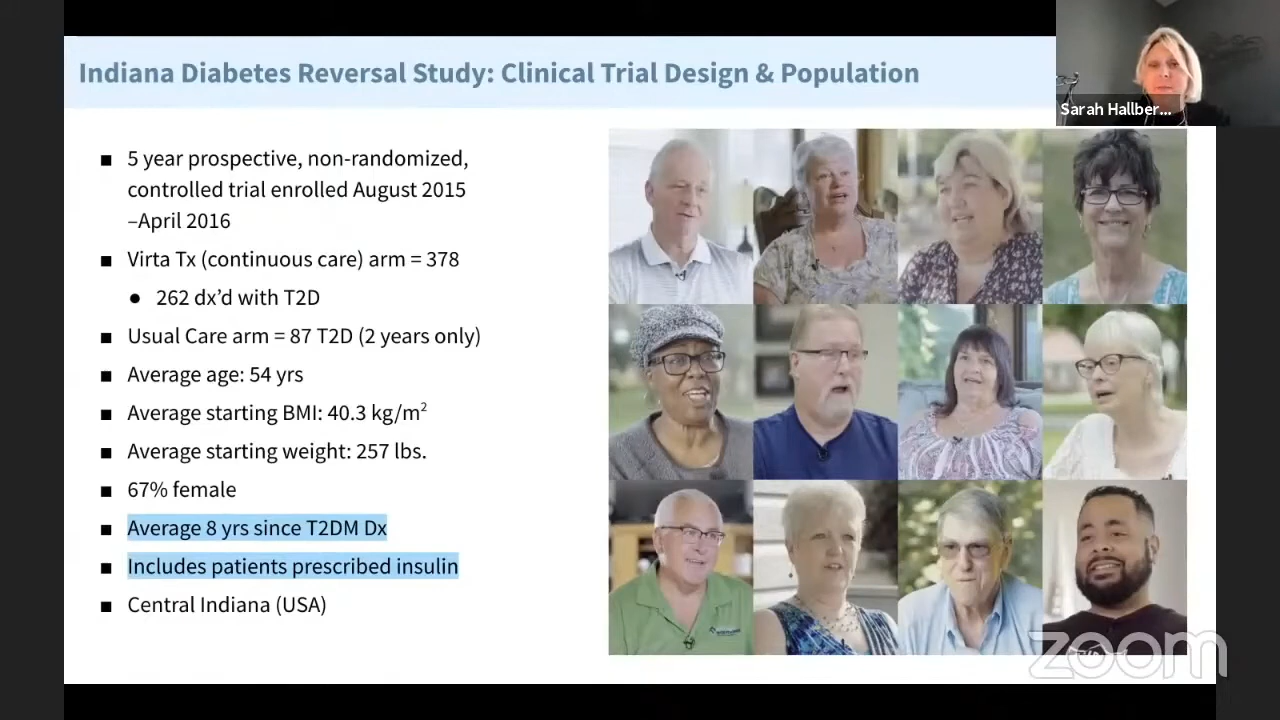 Indiana Diabetes Reversal Study: Clinical Trial Design & Population
Sarah Hallber...
■ 5 year prospective, non-randomized,
controlled trial enrolled August 2015
–April 2016
■ Virta Tx (continuous care) arm = 378
● 262 dx’d with T2D
■ Usual Care arm = 87 T2D (2 years only)
■ Average age: 54 yrs
■ Average starting BMI: 40.3 kg/m²
■ Average starting weight: 257 lbs.
■ 67% female
■ Average 8 yrs since T2DM Dx
■ Includes patients prescribed insulin
■ Central Indiana (USA)
zoom